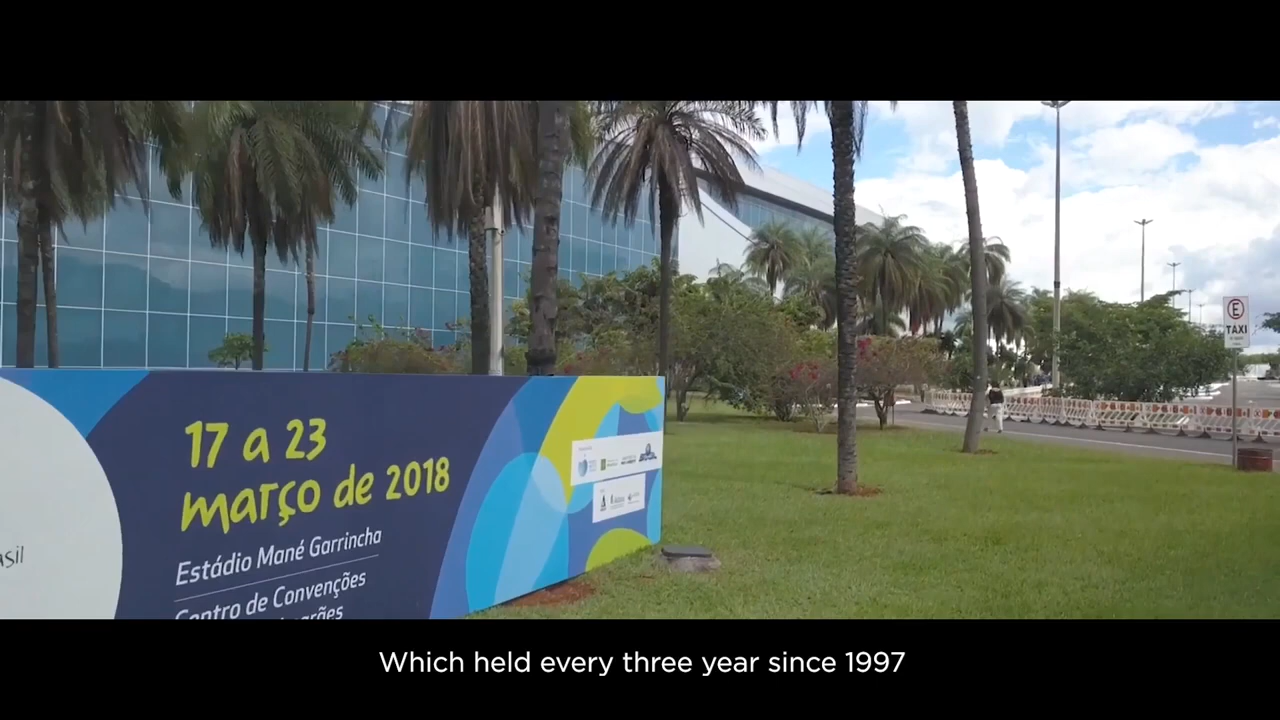 E
TAXI
17 a 23
março de 2018
asil
Estádio Mané Garrincha
Centro de Convenções
Which held every three year since 1997